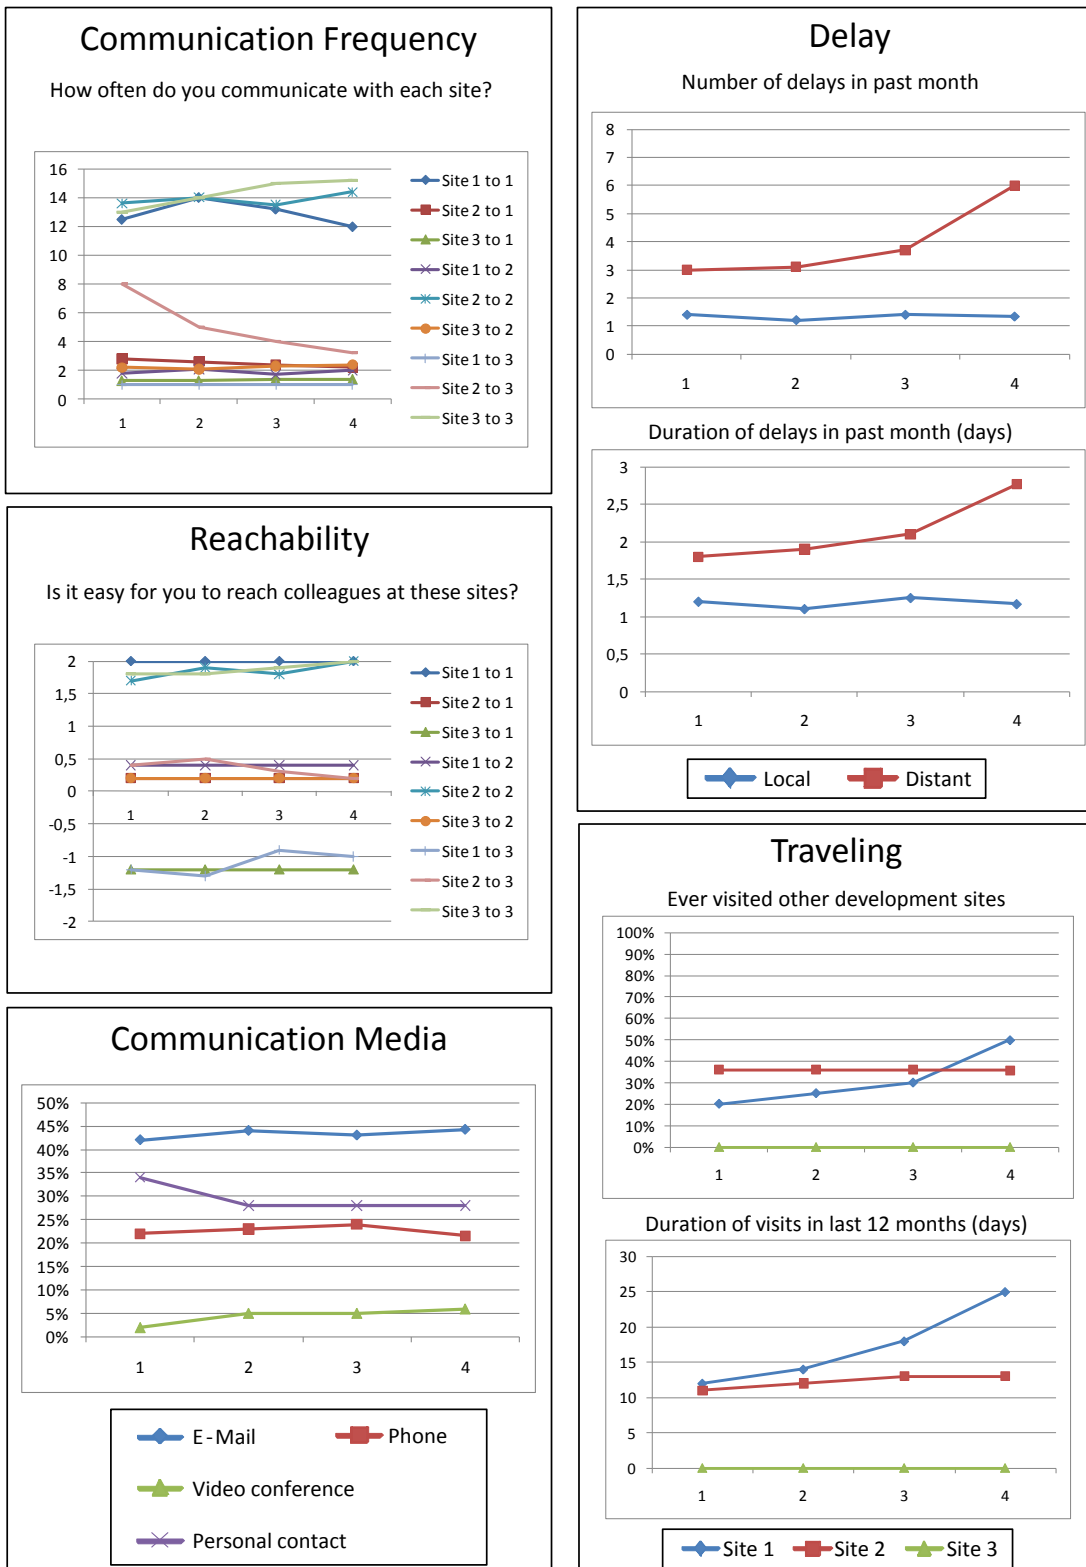 Communication Frequency
How often do you communicate with each site?
16
14
12
10
8
6
4
2
0
1 2 3 4
Site 1 to 1
Site 2 to 1
Site 3 to 1
Site 1 to 2
Site 2 to 2
Site 3 to 2
Site 1 to 3
Site 2 to 3
Site 3 to 3
Reachability
Is it easy for you to reach colleagues at these sites?
2
1,5
1
0,5
0
-0,5
-1
-1,5
-2
1 2 3 4
Site 1 to 1
Site 2 to 1
Site 3 to 1
Site 1 to 2
Site 2 to 2
Site 3 to 2
Site 1 to 3
Site 2 to 3
Site 3 to 3
Communication Media
50%
45%
40%
35%
30%
25%
20%
15%
10%
5%
0%
1 2 3 4
E-Mail Phone
Video conference
Personal contact
Delay
Number of delays in past month
8
7
6
5
4
3
2
1
0
1 2 3 4
Duration of delays in past month (days)
3
2,5
2
1,5
1
0,5
0
1 2 3 4
Local Distant
Traveling
Ever visited other development sites
100%
90%
80%
70%
60%
50%
40%
30%
20%
10%
0%
1 2 3 4
Duration of visits in last 12 months (days)
30
25
20
15
10
5
0
1 2 3 4
Site 1 Site 2 Site 3